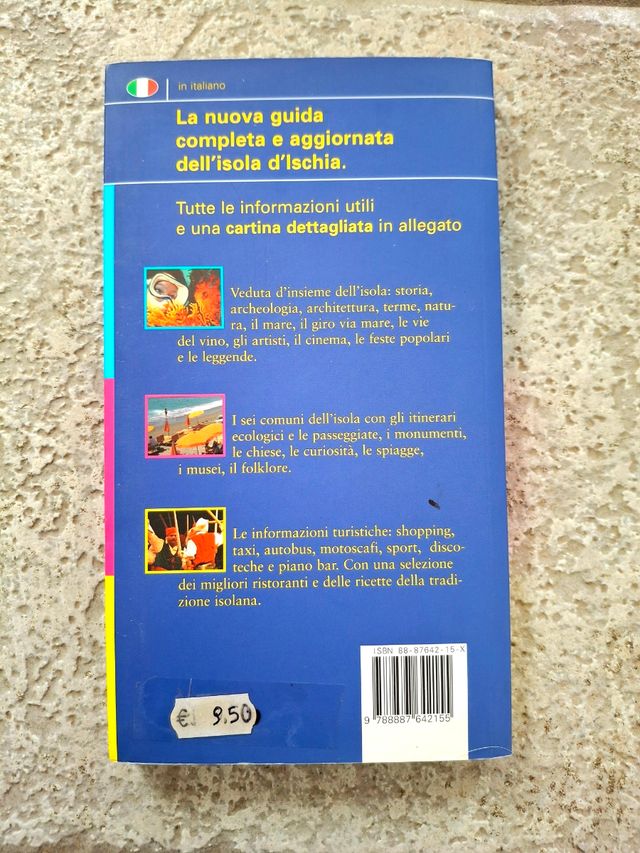 in italiano
La nuova guida
completa e aggiornata
dell'isola d'Ischia.
Tutte le informazioni utili
e una cartina dettagliata in allegato
Veduta d'insieme dell'isola: storia,
archeologia, architettura, terme, natu-
ra, il mare, il giro via mare, le vie
del vino, gli artisti, il cinema, le feste popolari
e le leggende.
I sei comuni dell'isola con gli itinerari
ecologici e le passeggiate, i monumenti,
le chiese, le curiosità, le spiagge,
i musei, il folklore.
Le informazioni turistiche: shopping,
taxi, autobus, motoscafi, sport, disco-
teche e piano bar. Con una selezione
dei migliori ristoranti e delle ricette della tradi-
zione isolana.
ISBN 88-87642-15-X
9 788887 642155
€. 9,50